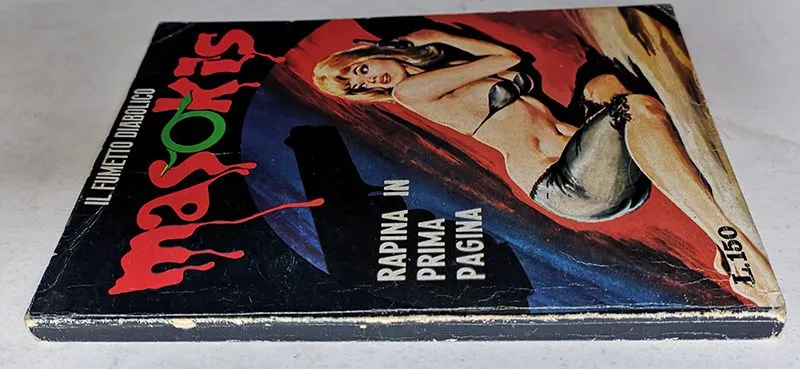 IL FUMETTO DIABOLICO
masokis
RAPINA IN
PRIMA
PAGINA
L.150